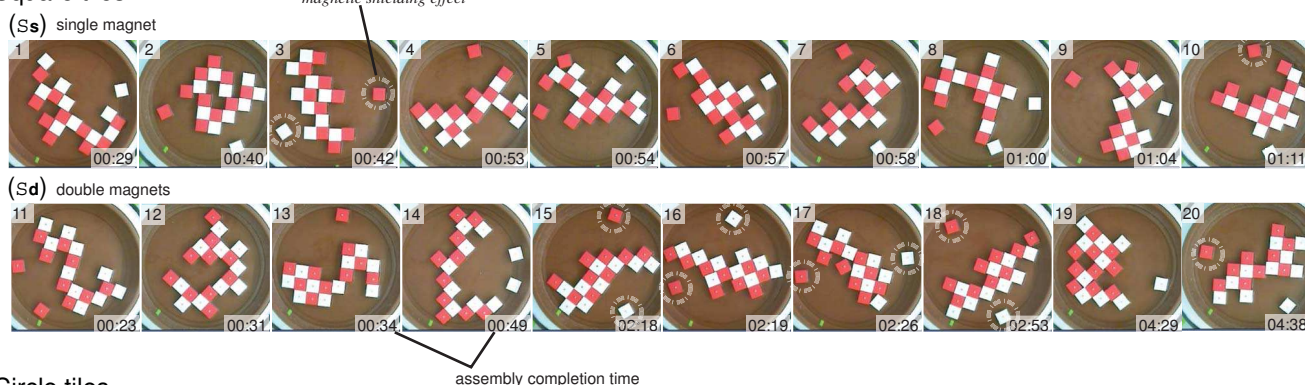 magnetic shielding effect
(Ss) single magnet
1 2 3 4 5 6 7 8 9 10
00:29 00:40 00:42 00:53 00:54 00:57 00:58 01:00 01:04 01:11
(Sd) double magnets
11 12 13 14 15 16 17 18 19 20
00:23 00:31 00:34 00:49 02:18 02:19 02:26 02:53 04:29 04:38
assembly completion time
Circle tiles